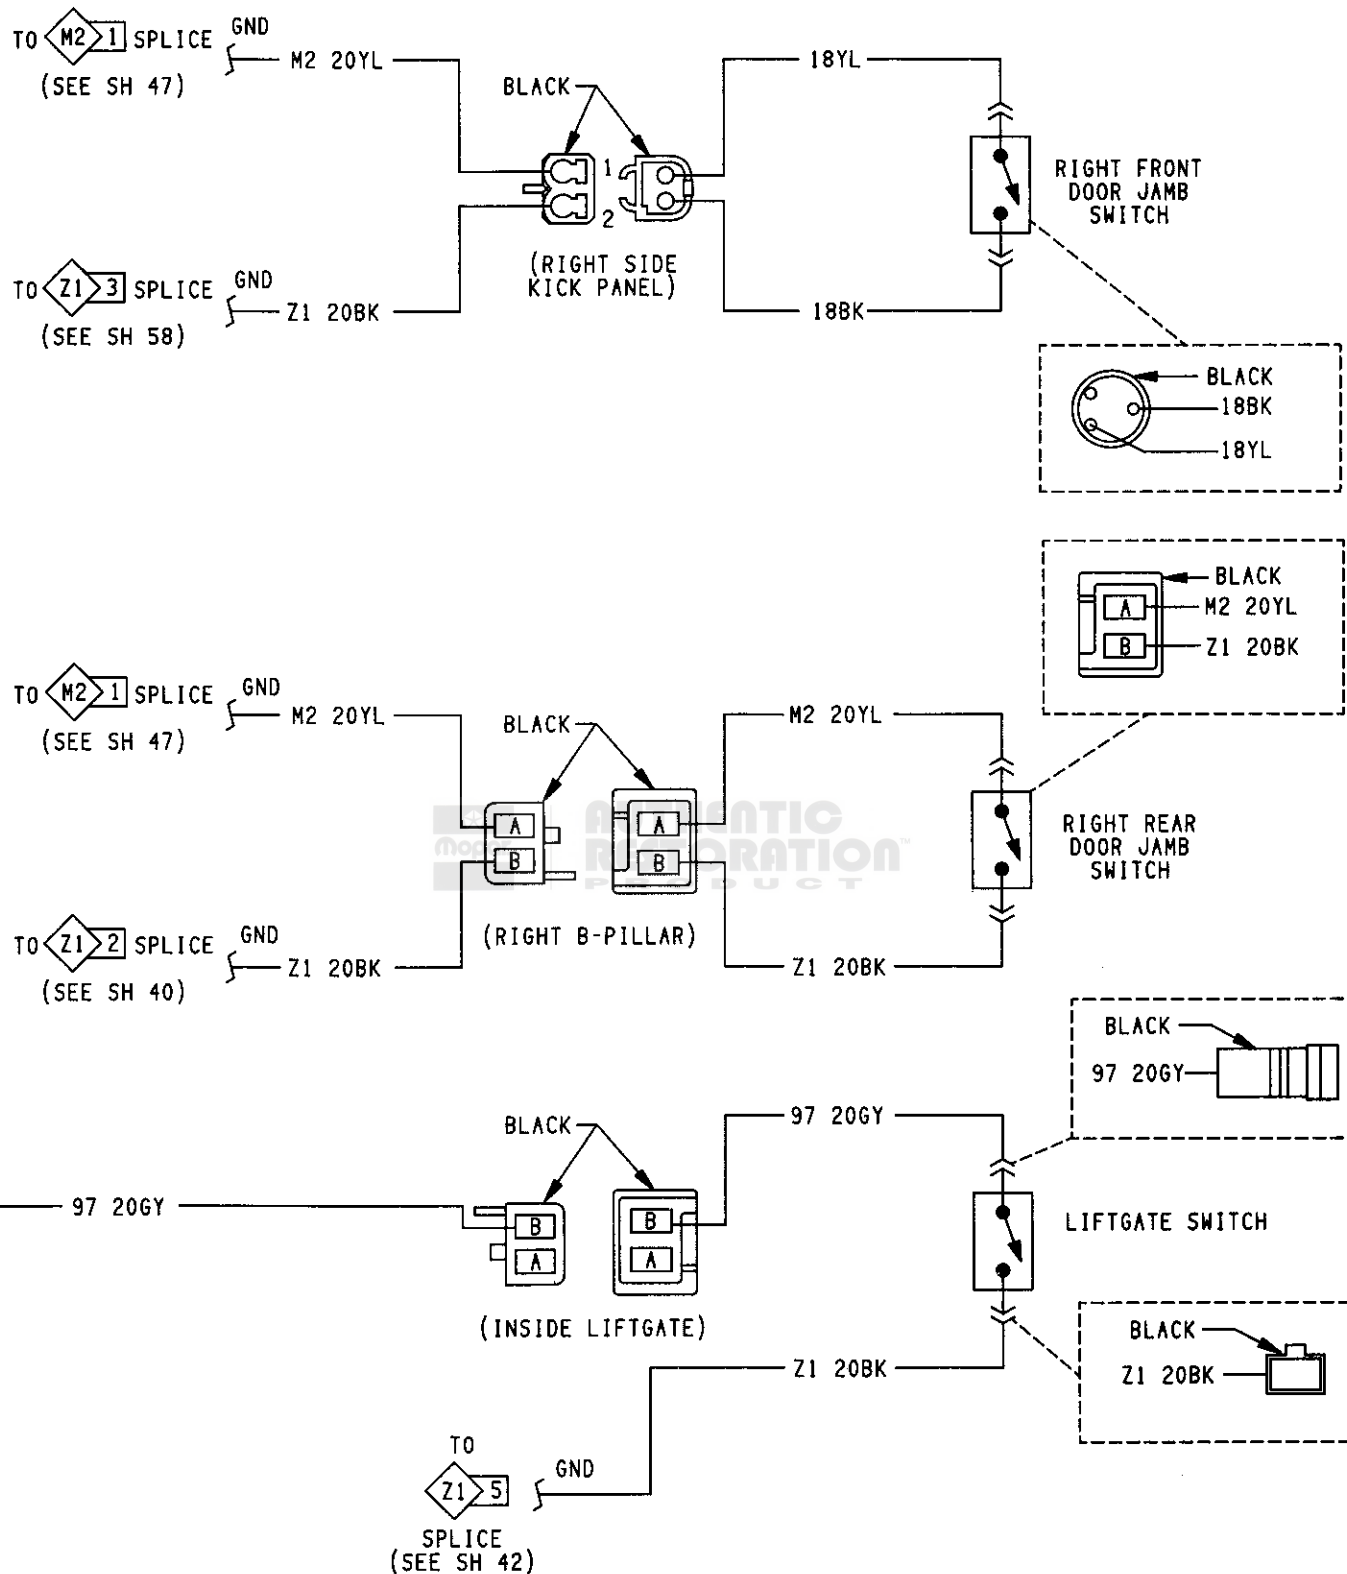 TO M2 1 SPLICE GND
(SEE SH 47)
M2 20YL
BLACK
18YL
1
2
RIGHT FRONT
DOOR JAMB
SWITCH
(RIGHT SIDE
KICK PANEL)
TO Z1 3 SPLICE GND
(SEE SH 58)
Z1 20BK
18BK
BLACK
18BK
18YL
BLACK
A M2 20YL
B Z1 20BK
TO M2 1 SPLICE GND
(SEE SH 47)
M2 20YL
BLACK
M2 20YL
A
B
A
B
RIGHT REAR
DOOR JAMB
SWITCH
Mopar
AUTHENTIC
RESTORATION™
PRODUCT
(RIGHT B-PILLAR)
TO Z1 2 SPLICE GND
(SEE SH 40)
Z1 20BK
Z1 20BK
BLACK
97 20GY
97 20GY
BLACK
97 20GY
B
A
B
A
LIFTGATE SWITCH
(INSIDE LIFTGATE)
BLACK
Z1 20BK
Z1 20BK
TO
Z1 5 GND
SPLICE
(SEE SH 42)